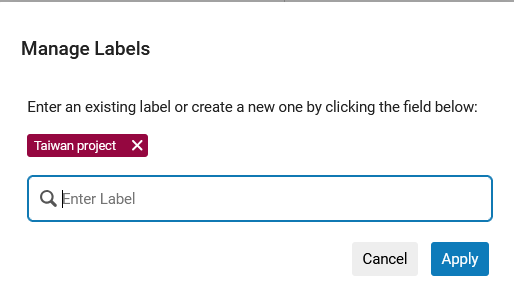 Manage Labels
Enter an existing label or create a new one by clicking the field below:
Taiwan project
Enter Label
Cancel Apply